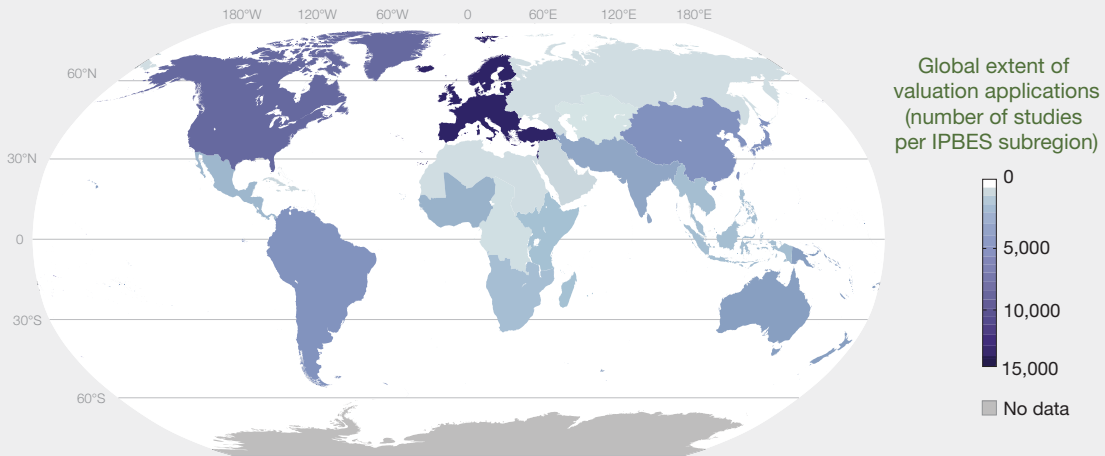 180°W 120°W 60°W 0 60°E 120°E 180°E
60°N
30°N
0
30°S
60°S
Global extent of
valuation applications
(number of studies
per IPBES subregion)
0
5,000
10,000
15,000
No data